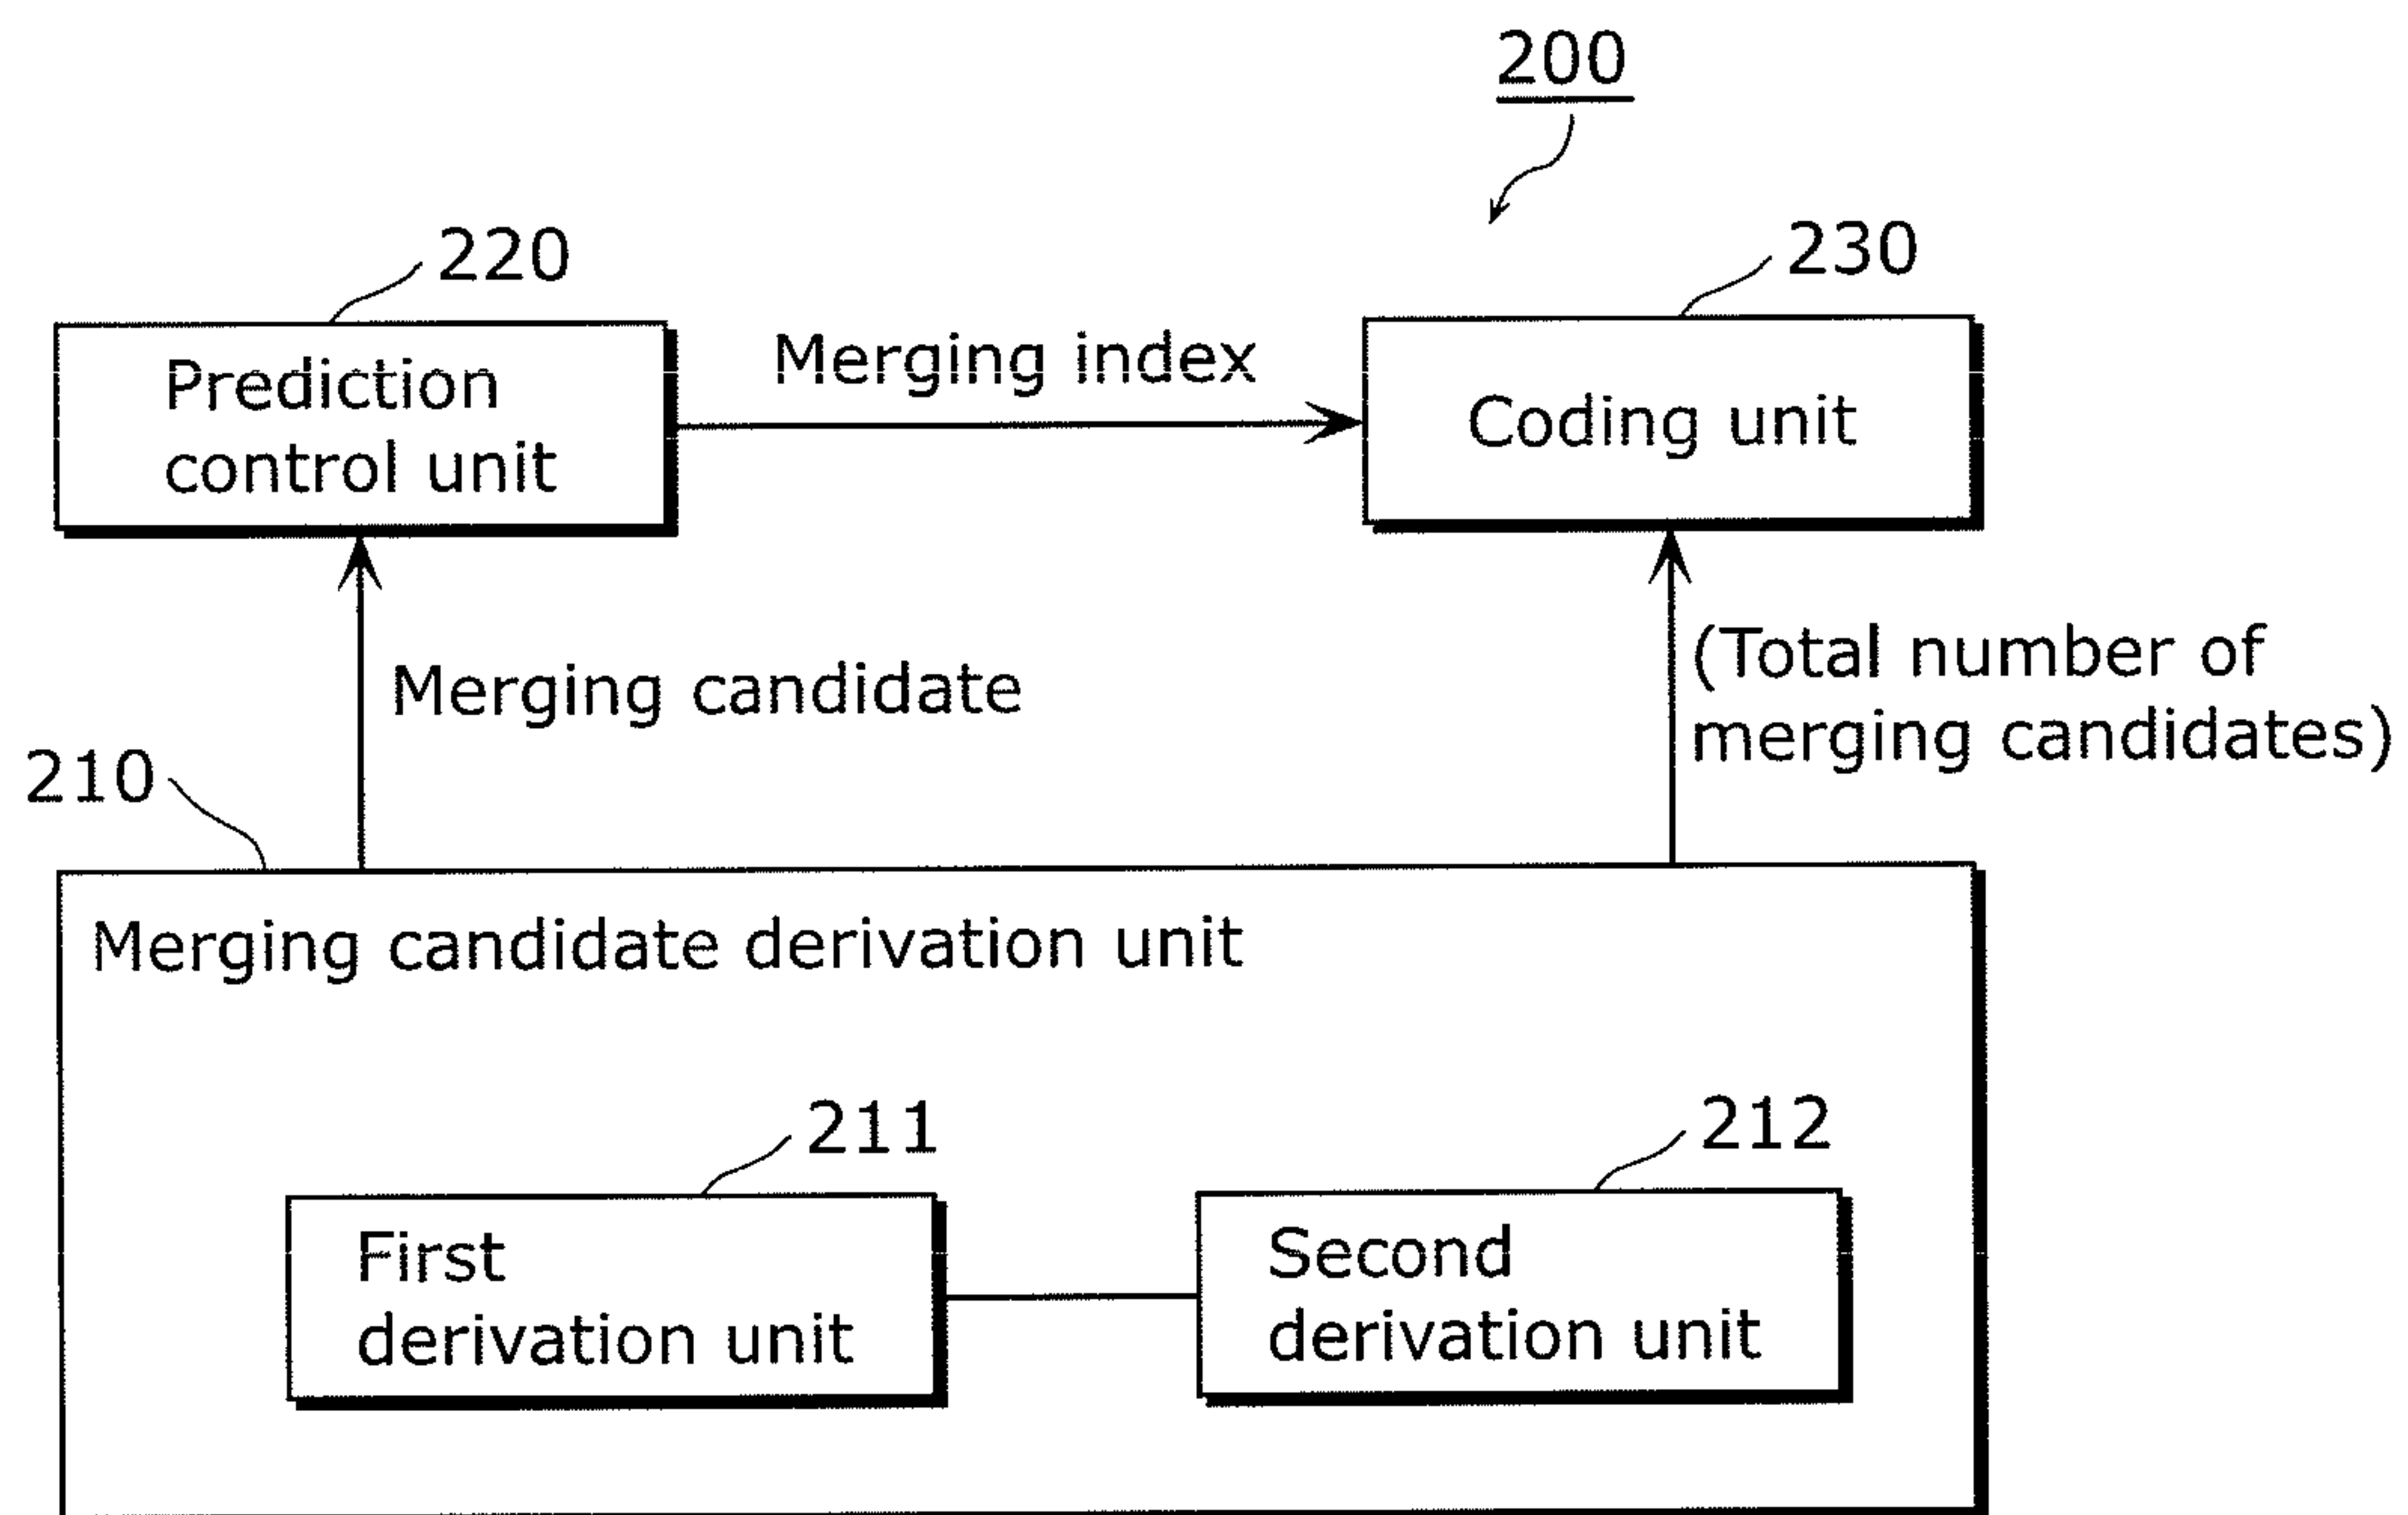 200
220
230
Prediction
control unit
Merging index
Coding unit
Merging candidate
(Total number of
merging candidates)
210
Merging candidate derivation unit
211
212
First
derivation unit
Second
derivation unit